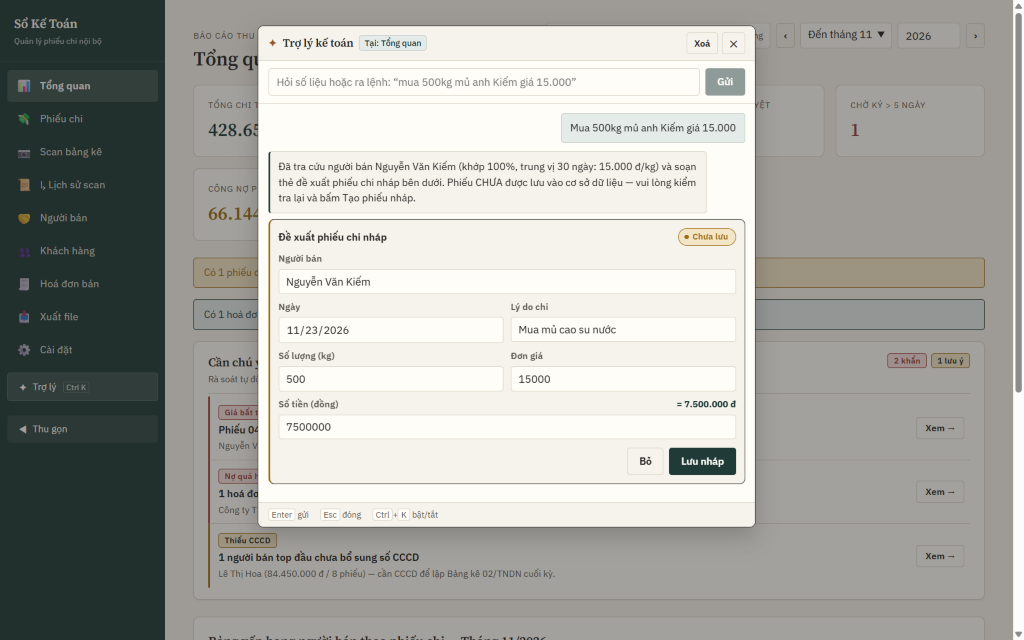 Sổ Kế Toán
Quản lý phiếu chi nội bộ
Tổng quan
Phiếu chi
Scan bảng kê
Lịch sử scan
Người bán
Khách hàng
Hoá đơn bán
Xuất file
Cài đặt
Trợ lý Ctrl K
Thu gọn
BÁO CÁO THU
Tổng qu
Đến tháng 11
2026
TỔNG CHI T
428.65
CHỜ KÝ > 5 NGÀY
1
CÔNG NỢ P
66.144
Có 1 phiếu c
Có 1 hoá đơ
Cần chú ý
Rà soát tự độ
2 khẩn
1 lưu ý
Giá bất t
Phiếu 04
Nguyễn V
Xem →
Nợ quá h
1 hoá đơ
Công ty T
Xem →
Thiếu CCCD
1 người bán top đầu chưa bổ sung số CCCD
Lê Thị Hoa (84.450.000 đ / 8 phiếu) — cần CCCD để lập Bảng kê 02/TNDN cuối kỳ.
Xem →
Trợ lý kế toán
Tại: Tổng quan
Xoá
Hỏi số liệu hoặc ra lệnh: “mua 500kg mủ anh Kiếm giá 15.000”
Gửi
Mua 500kg mủ anh Kiếm giá 15.000
Đã tra cứu người bán Nguyễn Văn Kiếm (khớp 100%, trung vị 30 ngày: 15.000 đ/kg) và soạn
thẻ đề xuất phiếu chi nháp bên dưới. Phiếu CHƯA được lưu vào cơ sở dữ liệu — vui lòng kiểm
tra lại và bấm Tạo phiếu nháp.
Đề xuất phiếu chi nháp
Chưa lưu
Người bán
Nguyễn Văn Kiếm
Ngày
Lý do chi
11/23/2026
Mua mủ cao su nước
Số lượng (kg)
Đơn giá
500
15000
Số tiền (đồng)
= 7.500.000 đ
7500000
Bỏ
Lưu nháp
Enter gửi Esc đóng Ctrl + K bật/tắt